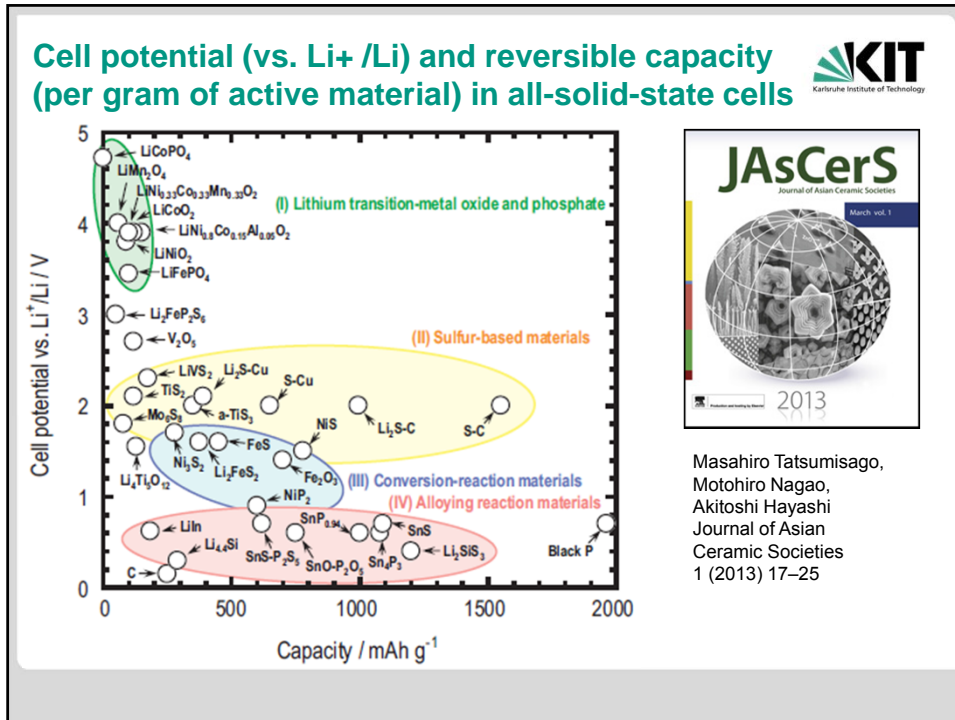 Cell potential (vs. Li+ /Li) and reversible capacity
(per gram of active material) in all-solid-state cells
KIT
Karlsruhe Institute of Technology
5
4
3
2
1
0
Cell potential vs. Li⁺/Li / V
LiCoPO₄
LiMn₂O₄
LiNi₀.₃₃Co₀.₃₃Mn₀.₃₃O₂
(I) Lithium transition-metal oxide and phosphate
LiCoO₂
LiNi₀.₈Co₀.₁₅Al₀.₀₅O₂
LiNiO₂
LiFePO₄
Li₂FeP₂S₆
V₂O₅
(II) Sulfur-based materials
LiVS₂
Li₂S-Cu
TiS₂
S-Cu
Mo₆S₈
a-TiS₃
NiS
Li₂S-C
S-C
FeS
Ni₃S₂
Li₂FeS₂
Fe₂O₃
Li₄Ti₅O₁₂
(III) Conversion-reaction materials
NiP₂
(IV) Alloying reaction materials
SnP₀.₉₄
SnS
LiIn
Li₄.₄Si
SnS-P₂S₅
SnO-P₂O₅
Sn₄P₃
Li₂SiS₃
Black P
C
0
500
1000
1500
2000
Capacity / mAh g⁻¹
JAsCerS
Journal of Asian Ceramic Societies
March vol. 1
Production and hosting by Elsevier
2013
Masahiro Tatsumisago,
Motohiro Nagao,
Akitoshi Hayashi
Journal of Asian
Ceramic Societies
1 (2013) 17–25